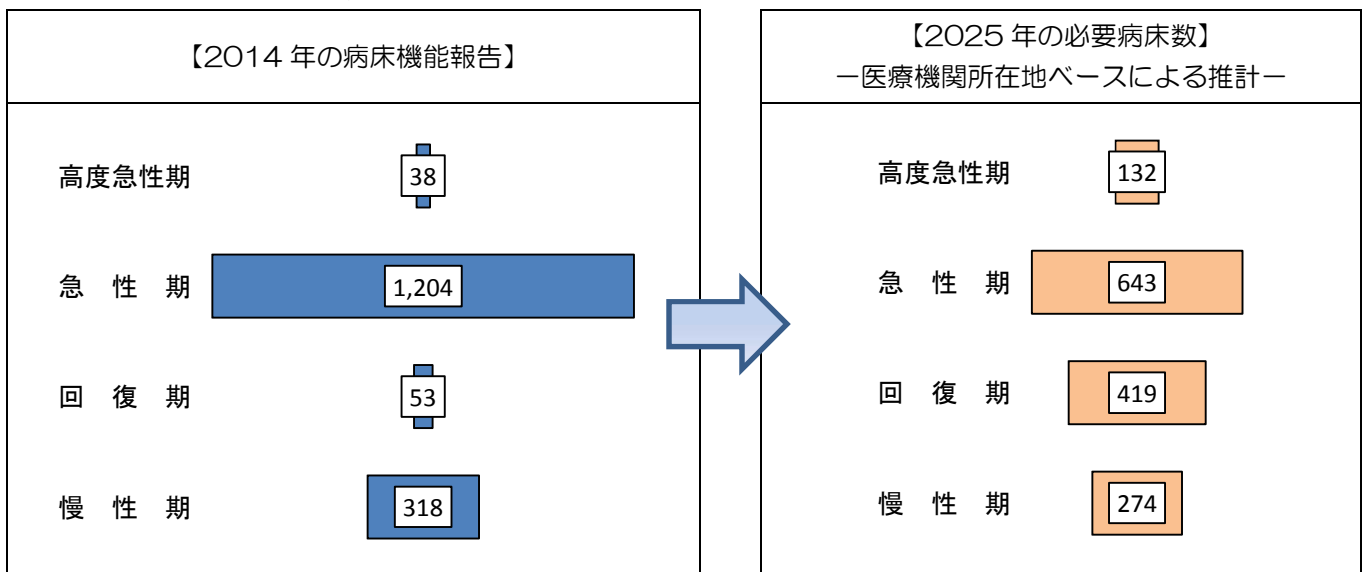 【2014 年の病床機能報告】
高度急性期 38
急 性 期 1,204
回 復 期 53
慢 性 期 318
【2025 年の必要病床数】
－医療機関所在地ベースによる推計－
高度急性期 132
急 性 期 643
回 復 期 419
慢 性 期 274